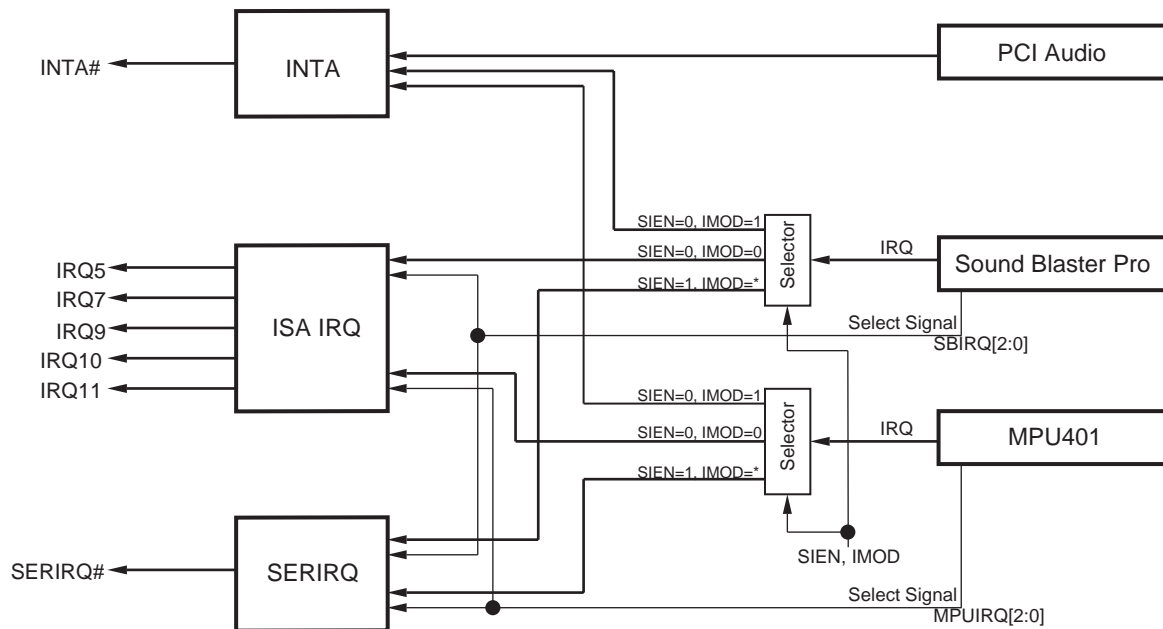 INTA#
INTA
PCI Audio
SIEN=0, IMOD=1
SIEN=0, IMOD=0
SIEN=1, IMOD=*
Selector
IRQ
Sound Blaster Pro
Select Signal
SBIRQ[2:0]
IRQ5
IRQ7
IRQ9
IRQ10
IRQ11
ISA IRQ
SIEN=0, IMOD=1
SIEN=0, IMOD=0
SIEN=1, IMOD=*
Selector
IRQ
MPU401
SIEN, IMOD
SERIRQ#
SERIRQ
Select Signal
MPUIRQ[2:0]